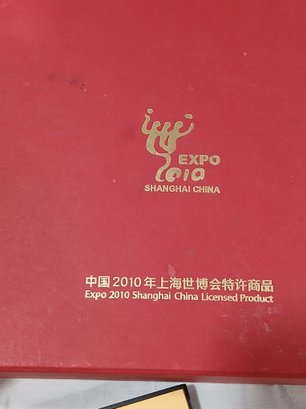 EXPO
2010
SHANGHAI CHINA
中国2010年上海世博会特许商品
Expo 2010 Shanghai China Licensed Product